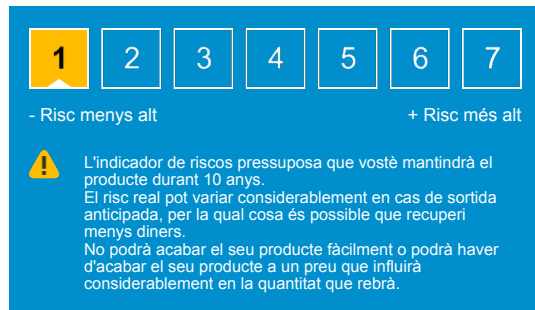 1 2 3 4 5 6 7
- Risc menys alt + Risc més alt
L'indicador de riscos pressuposa que vostè mantindrà el
producte durant 10 anys.
El risc real pot variar considerablement en cas de sortida
anticipada, per la qual cosa és possible que recuperi
menys diners.
No podrà acabar el seu producte fàcilment o podrà haver
d'acabar el seu producte a un preu que influirà
considerablement en la quantitat que rebrà.